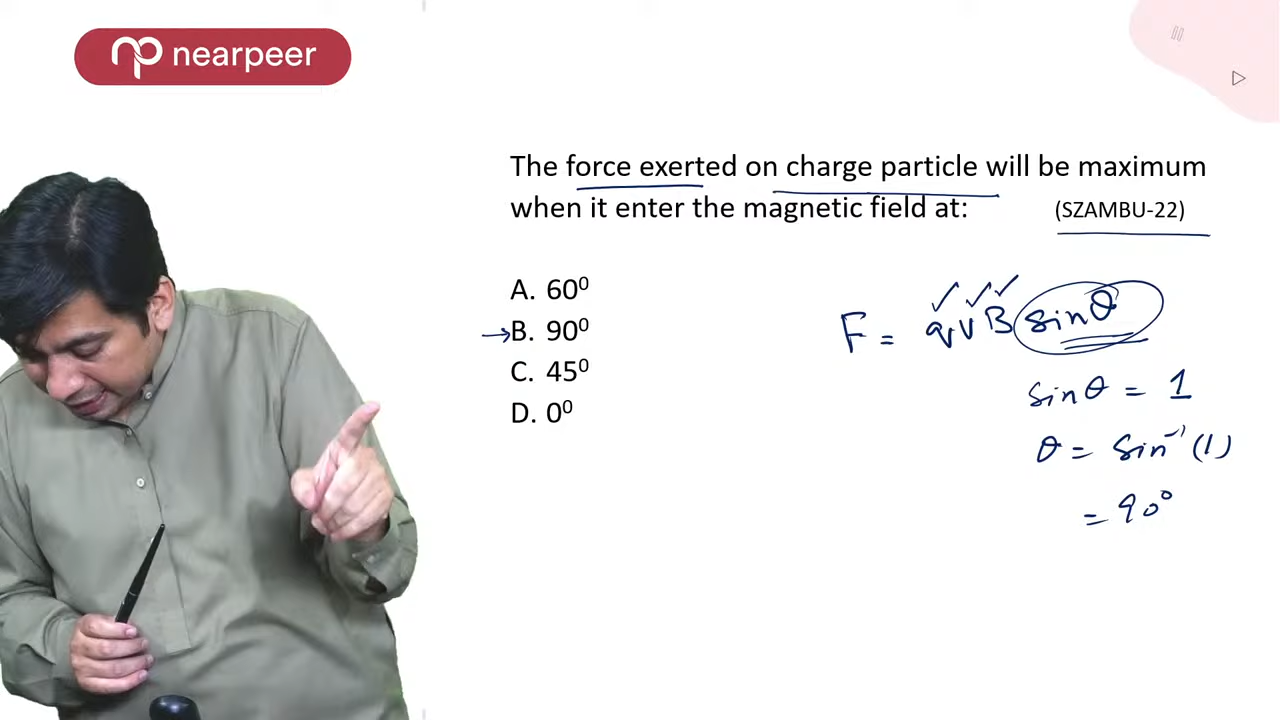 nearpeer
The force exerted on charge particle will be maximum
when it enter the magnetic field at: (SZAMBU-22)
A. 60⁰
→B. 90⁰
C. 45⁰
D. 0⁰
F = qvB sinθ
sinθ = 1
θ = sin⁻¹(1)
= 90°